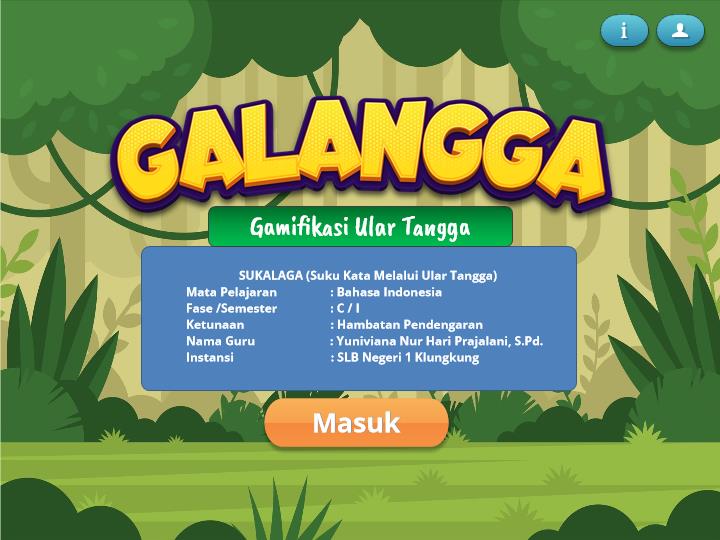 i
GALANGGA
Gamifikasi Ular Tangga
SUKALAGA (Suku Kata Melalui Ular Tangga)
Mata Pelajaran : Bahasa Indonesia
Fase /Semester : C / I
Ketunaan : Hambatan Pendengaran
Nama Guru : Yuniviana Nur Hari Prajalani, S.Pd.
Instansi : SLB Negeri 1 Klungkung
Masuk